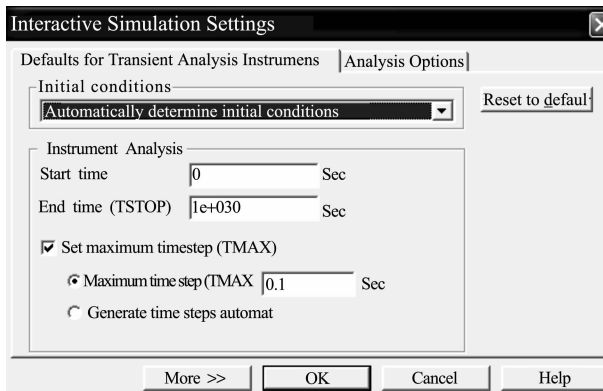 Interactive Simulation Settings
Defaults for Transient Analysis Instrumens
Analysis Options
Initial conditions
Automatically determine initial conditions
Reset to defaul
Instrument Analysis
Start time 0 Sec
End time (TSTOP) 1e+030 Sec
Set maximum timestep (TMAX)
Maximum time step (TMAX 0.1 Sec
Generate time steps automat
More >> OK Cancel Help